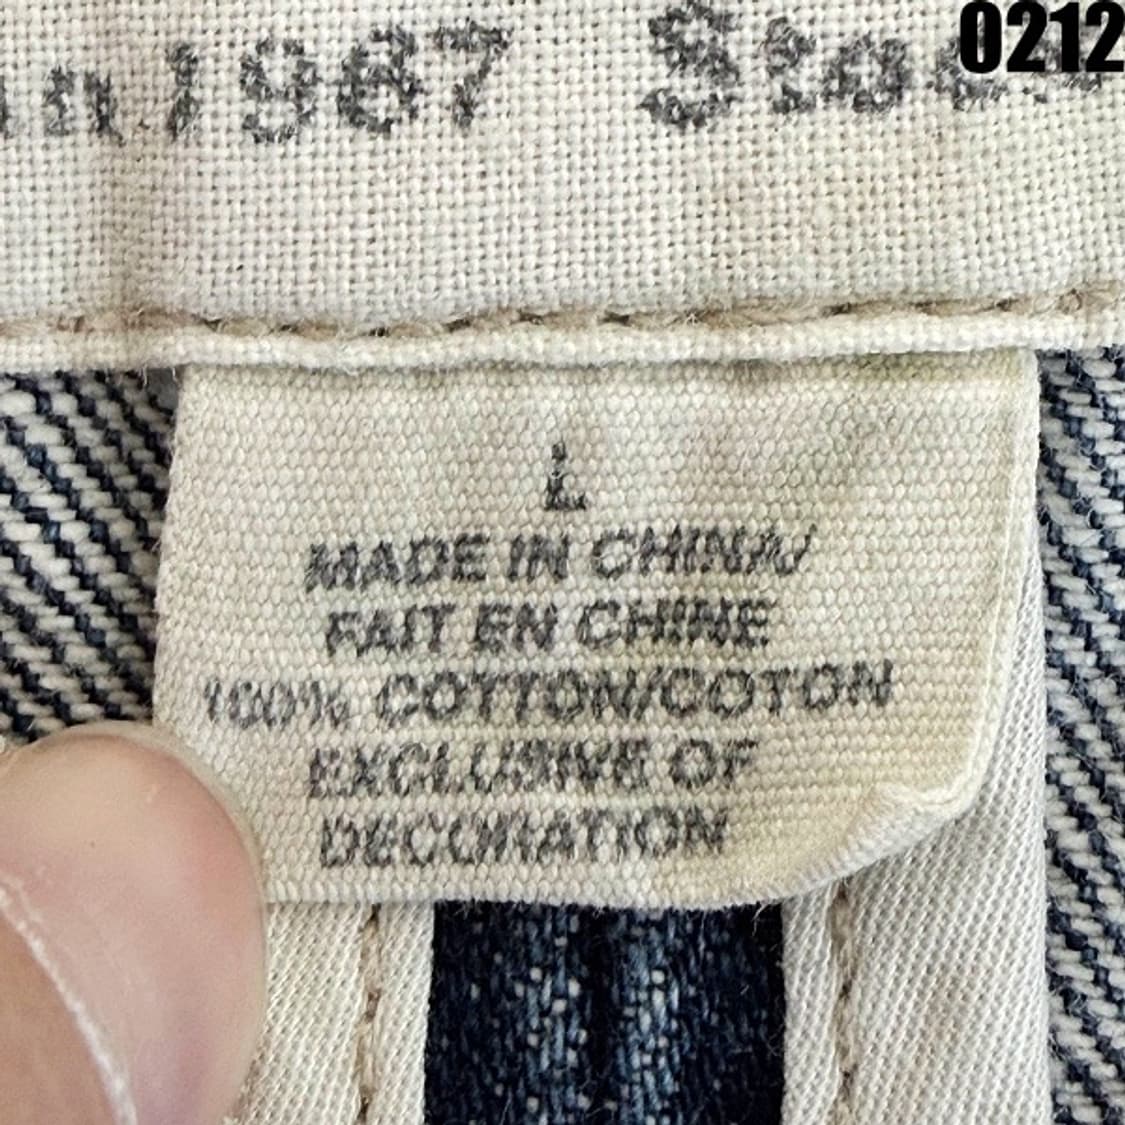 n 1987
0212
L
MADE IN CHINA/
FAIT EN CHINE
100% COTTON/COTON
EXCLUSIVE OF
DECORATION